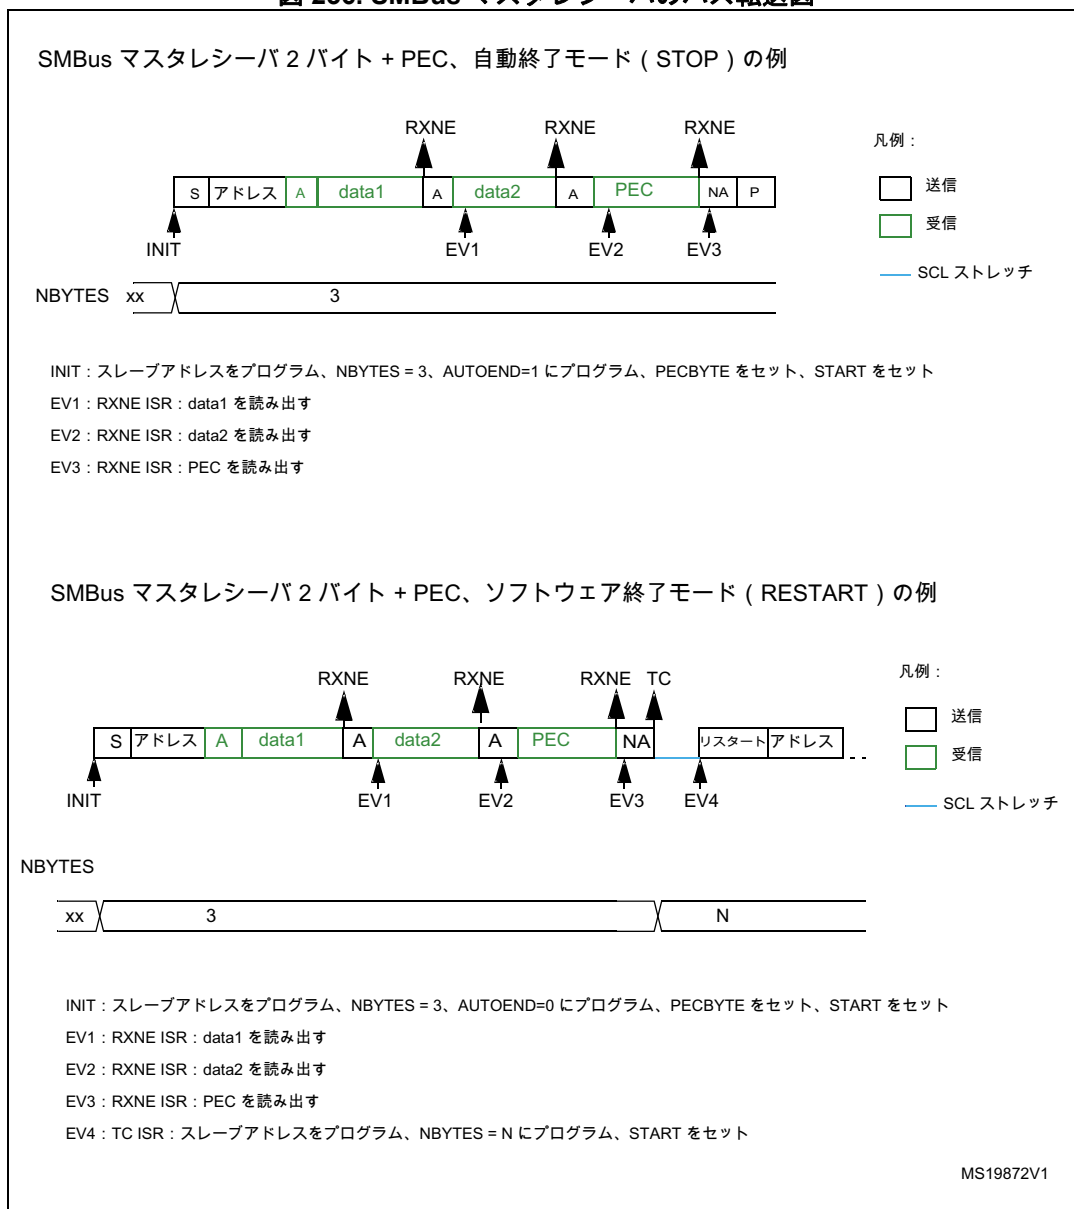 SMBus マスタレシーバ 2 バイト + PEC、自動終了モード ( STOP ) の例
RXNE RXNE RXNE
凡例 :
S アドレス A data1 A data2 A PEC NA P
送信
受信
INIT EV1 EV2 EV3
SCL ストレッチ
NBYTES xx 3
INIT : スレーブアドレスをプログラム、NBYTES = 3、AUTOEND=1 にプログラム、PECBYTE をセット、START をセット
EV1 : RXNE ISR : data1 を読み出す
EV2 : RXNE ISR : data2 を読み出す
EV3 : RXNE ISR : PEC を読み出す
SMBus マスタレシーバ 2 バイト + PEC、ソフトウェア終了モード ( RESTART ) の例
RXNE RXNE RXNE TC
凡例 :
S アドレス A data1 A data2 A PEC NA リスタート アドレス
送信
受信
INIT EV1 EV2 EV3 EV4
SCL ストレッチ
NBYTES
xx 3 N
INIT : スレーブアドレスをプログラム、NBYTES = 3、AUTOEND=0 にプログラム、PECBYTE をセット、START をセット
EV1 : RXNE ISR : data1 を読み出す
EV2 : RXNE ISR : data2 を読み出す
EV3 : RXNE ISR : PEC を読み出す
EV4 : TC ISR : スレーブアドレスをプログラム、NBYTES = N にプログラム、START をセット
MS19872V1